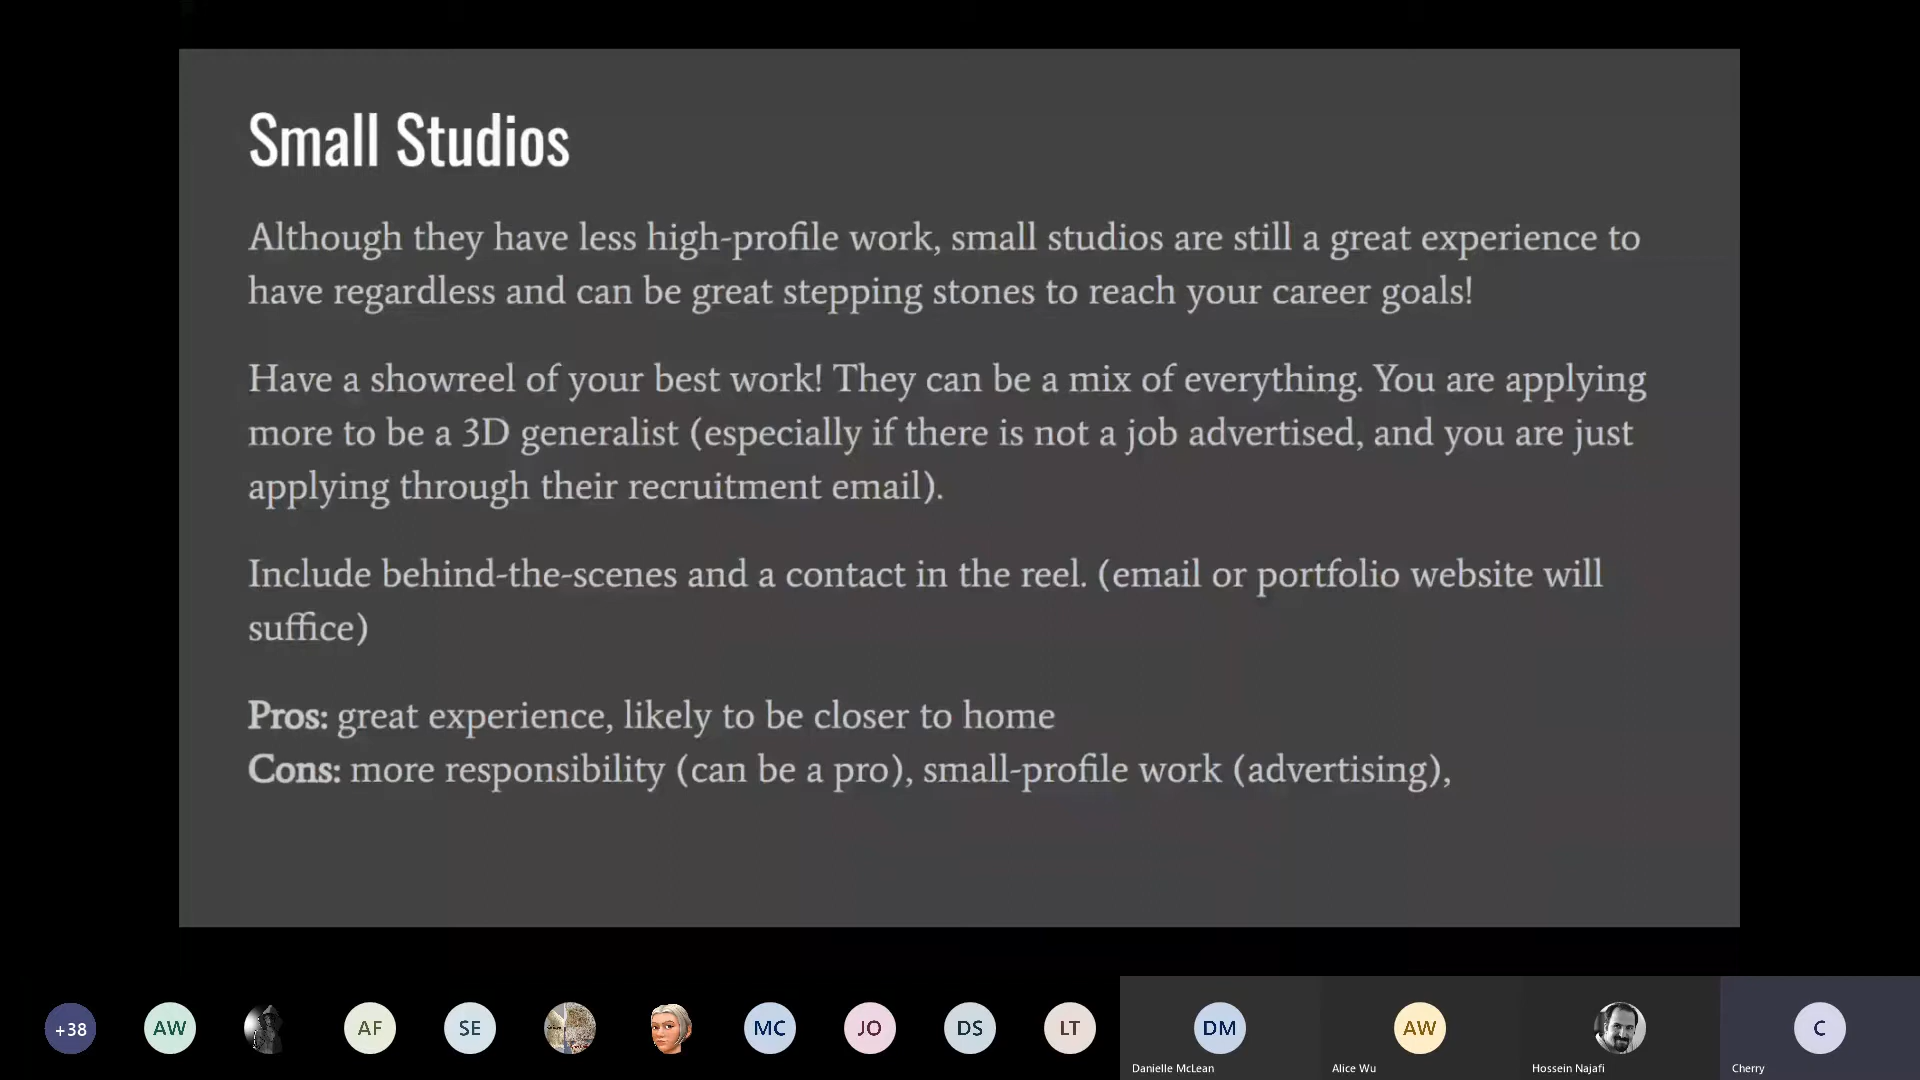 Small Studios
Although they have less high-profile work, small studios are still a great experience to
have regardless and can be great stepping stones to reach your career goals!
Have a showreel of your best work! They can be a mix of everything. You are applying
more to be a 3D generalist (especially if there is not a job advertised, and you are just
applying through their recruitment email).
Include behind-the-scenes and a contact in the reel. (email or portfolio website will
suffice)
Pros: great experience, likely to be closer to home
Cons: more responsibility (can be a pro), small-profile work (advertising),
+38
AW
AF
SE
MC
JO
DS
LT
DM
AW
C
Danielle McLean
Alice Wu
Hossein Najafi
Cherry